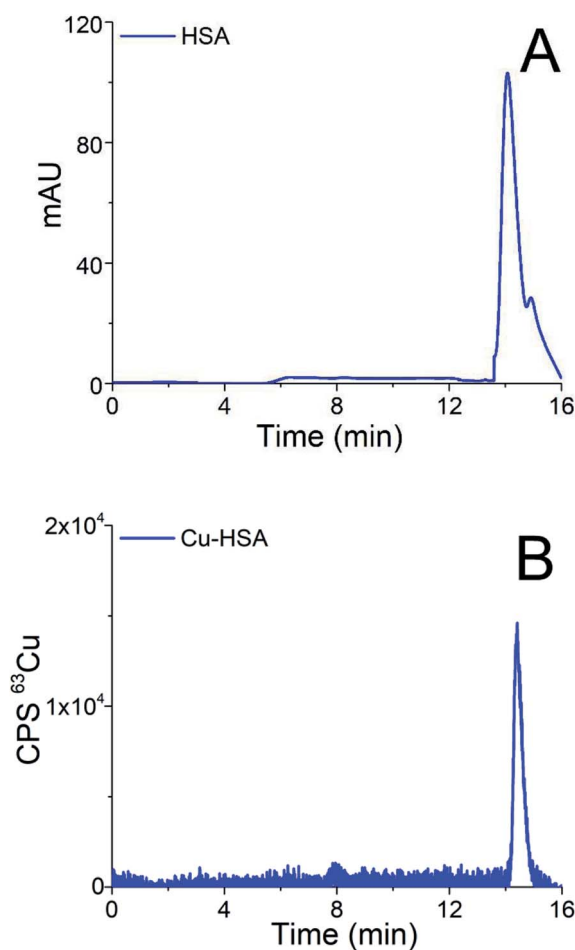 120
HSA
A
80
mAU
40
0
0 4 8 12 16
Time (min)
2x10⁴
Cu-HSA
B
CPS ⁶³Cu
1x10⁴
0
0 4 8 12 16
Time (min)